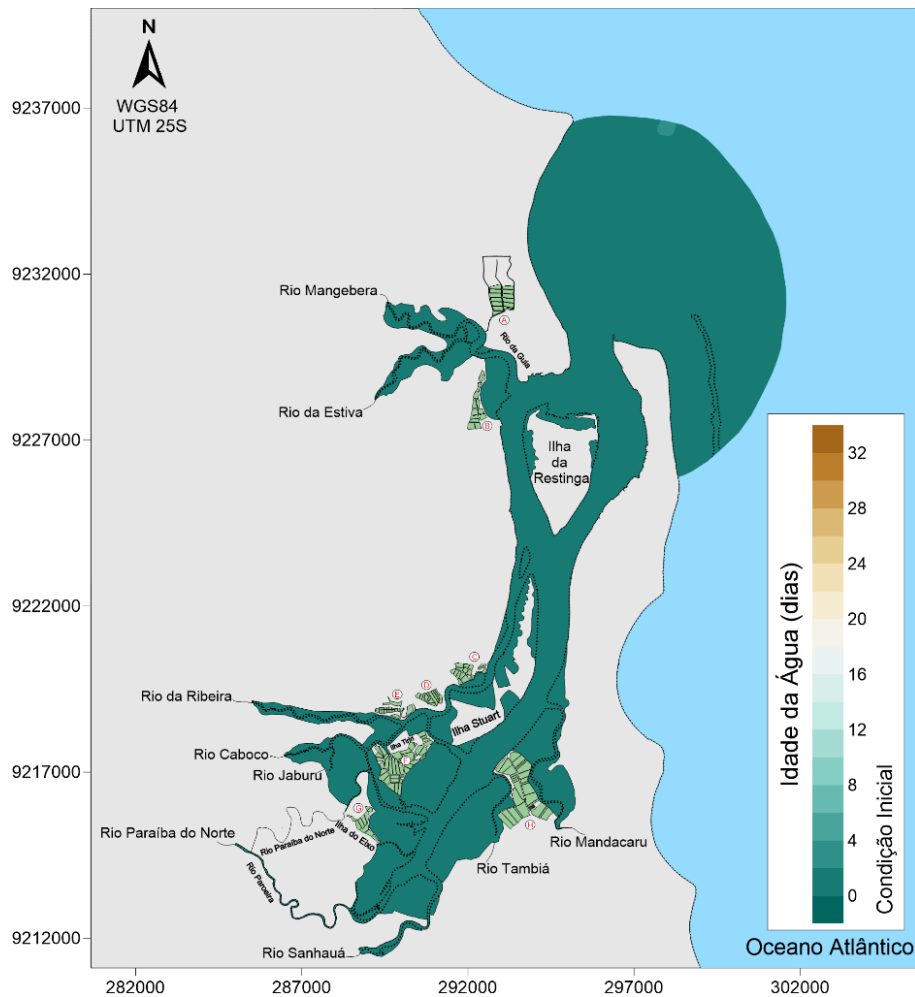 N
WGS84
UTM 25S
9237000
9232000
9227000
9222000
9217000
9212000
Rio Mangebera
A
Rio da Guia
Rio da Estiva
B
Ilha
da
Restinga
C
D
E
Rio da Ribeira
Ilha Stuart
Rio Caboco
Ilha Tiriri
F
Rio Jaburú
G
Rio Paraíba do Norte
Rio Paraíba do Norte
Ilha do Eixo
Rio Paroeira
H
Rio Mandacaru
Rio Tambiá
Rio Sanhauá
Idade da Água (dias)
32
28
24
20
16
12
8
4
0
Condição Inicial
Oceano Atlântico
282000
287000
292000
297000
302000